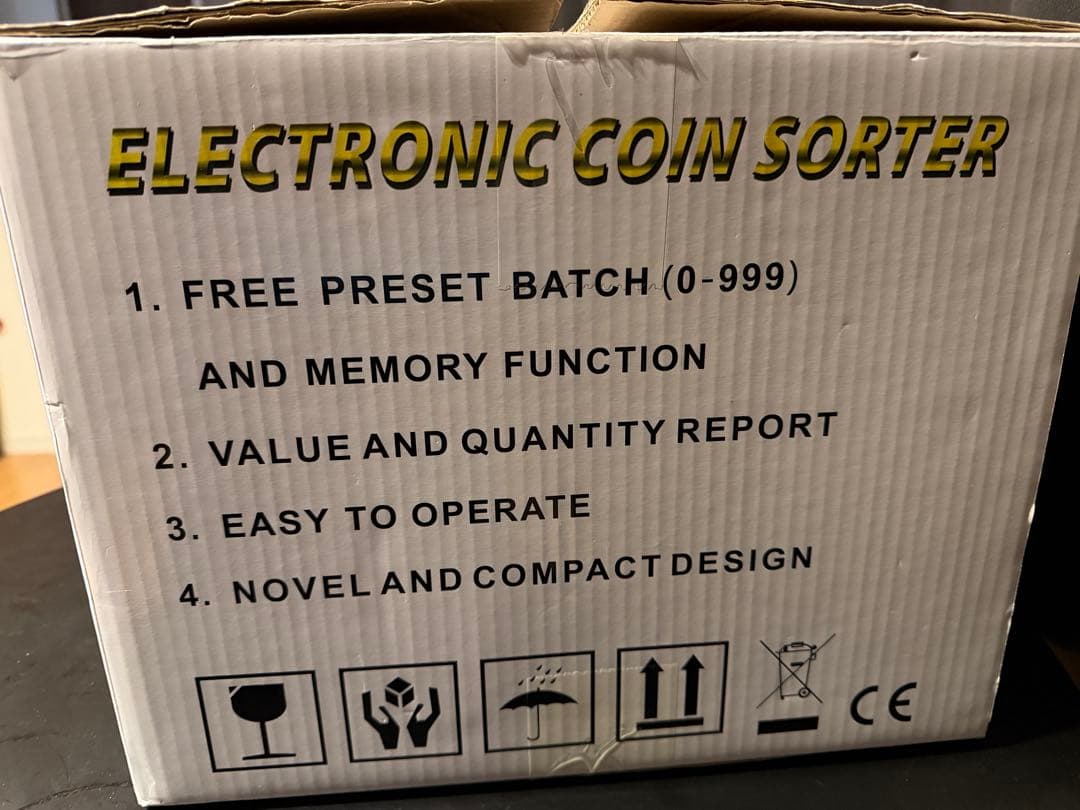 ELECTRONIC COIN SORTER
1. FREE PRESET BATCH (0-999)
AND MEMORY FUNCTION
2. VALUE AND QUANTITY REPORT
3. EASY TO OPERATE
4. NOVEL AND COMPACT DESIGN
CE